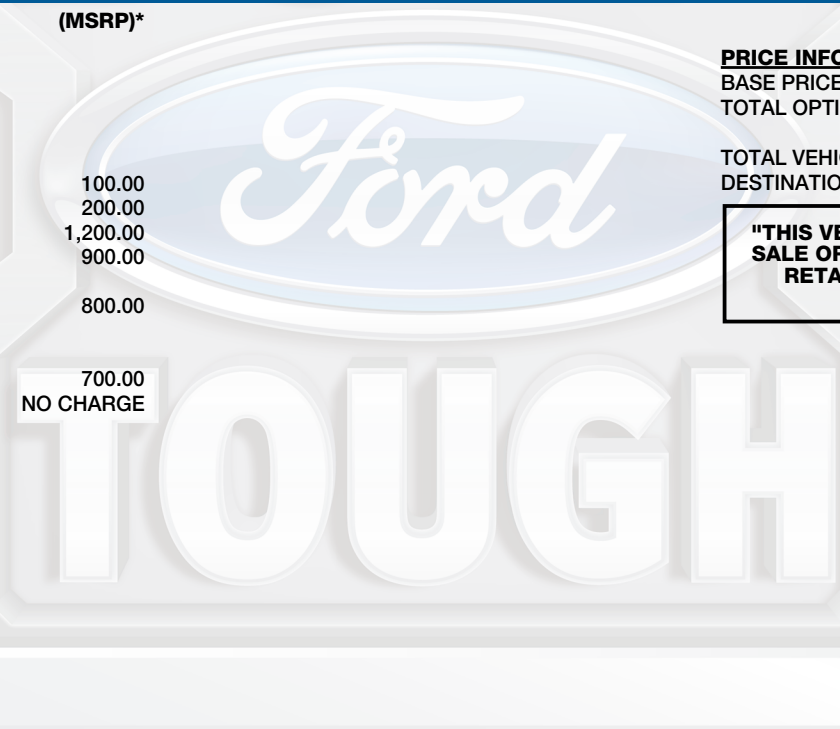 (MSRP)*
100.00
200.00
1,200.00
900.00
800.00
700.00
NO CHARGE
PRICE INFO
BASE PRICE
TOTAL OPTI
TOTAL VEHI
DESTINATIO
"THIS VE
SALE OF
RETA
Ford
TOUGH